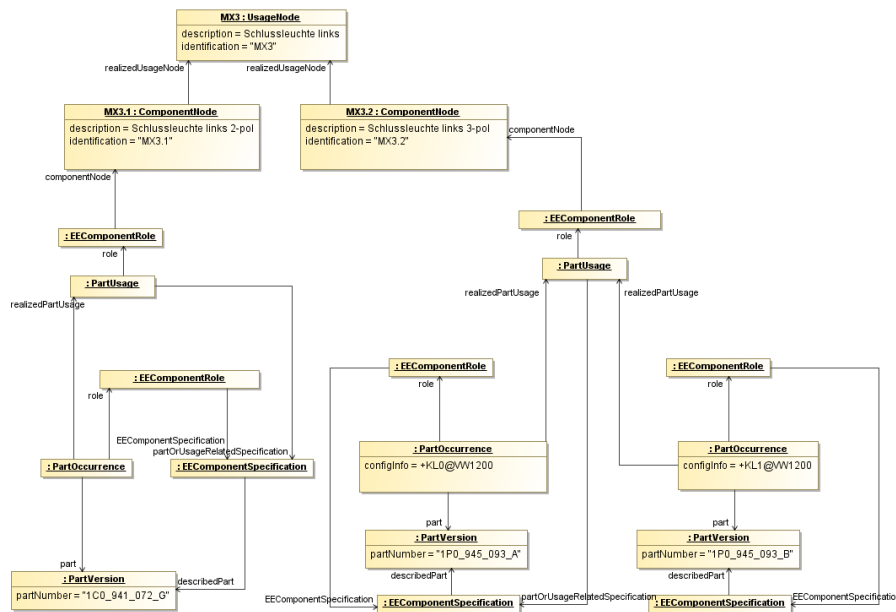 MX3 : UsageNode
description = Schlussleuchte links
identification = "MX3"
realizedUsageNode
realizedUsageNode
MX3.1 : ComponentNode
description = Schlussleuchte links 2-pol
identification = "MX3.1"
MX3.2 : ComponentNode
description = Schlussleuchte links 3-pol
identification = "MX3.2"
componentNode
componentNode
: EEComponentRole
role
: EEComponentRole
role
: PartUsage
: PartUsage
realizedPartUsage
realizedPartUsage
realizedPartUsage
: EEComponentRole
role
: EEComponentRole
role
: EEComponentRole
role
EEComponentSpecification
partOrUsageRelatedSpecification
: PartOccurrence
: EEComponentSpecification
: PartOccurrence
configInfo = +KL0@VW1200
: PartOccurrence
configInfo = +KL1@VW1200
part
part
part
: PartVersion
partNumber = "1P0_945_093_A"
: PartVersion
partNumber = "1P0_945_093_B"
: PartVersion
partNumber = "1C0_941_072_G"
describedPart
describedPart
describedPart
EEComponentSpecification
partOrUsageRelatedSpecification
EEComponentSpecification
: EEComponentSpecification
: EEComponentSpecification